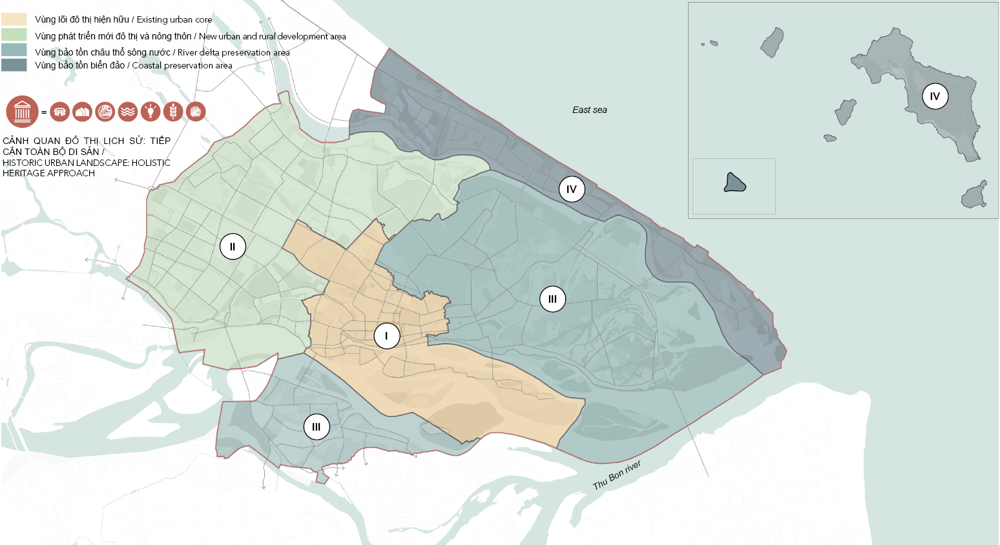 Vùng lõi đô thị hiện hữu / Existing urban core
Vùng phát triển mới đô thị và nông thôn / New urban and rural development area
Vùng bảo tồn châu thổ sông nước / River delta preservation area
Vùng bảo tồn biển đảo / Coastal preservation area
=
CẢNH QUAN ĐÔ THỊ LỊCH SỬ: TIẾP
CẬN TOÀN BỘ DI SẢN /
HISTORIC URBAN LANDSCAPE: HOLISTIC
HERITAGE APPROACH
East sea
IV
IV
II
III
I
III
Thu Bon river